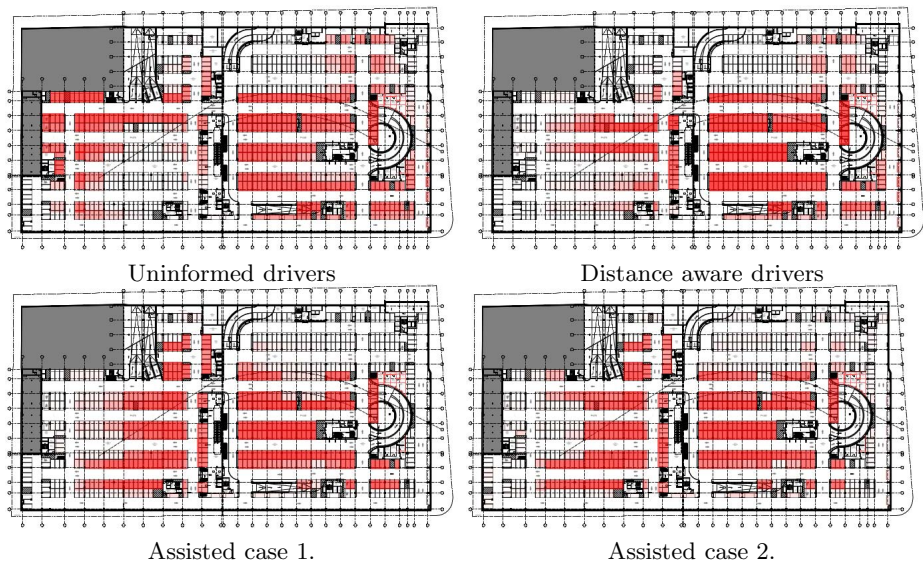 Uninformed drivers
Distance aware drivers
Assisted case 1.
Assisted case 2.